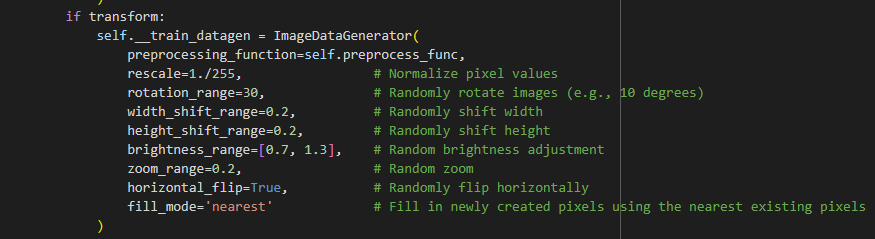 )
if transform:
self.__train_datagen = ImageDataGenerator(
preprocessing_function=self.preprocess_func,
rescale=1./255, # Normalize pixel values
rotation_range=30, # Randomly rotate images (e.g., 10 degrees)
width_shift_range=0.2, # Randomly shift width
height_shift_range=0.2, # Randomly shift height
brightness_range=[0.7, 1.3], # Random brightness adjustment
zoom_range=0.2, # Random zoom
horizontal_flip=True, # Randomly flip horizontally
fill_mode='nearest' # Fill in newly created pixels using the nearest existing pixels
)